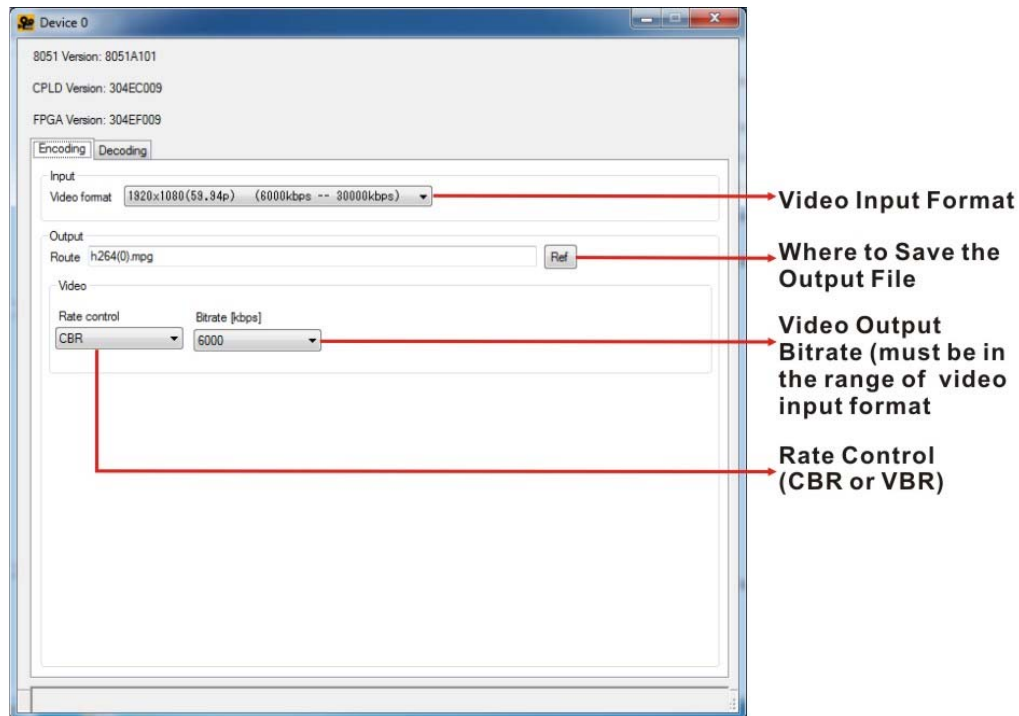 Device 0
8051 Version: 8051A101
CPLD Version: 304EC009
FPGA Version: 304EF009
Encoding Decoding
Input
Video format 1920x1080(59.94p) (6000kbps -- 30000kbps)
Output
Route h264(0).mpg Ref
Video
Rate control Bitrate [kbps]
CBR 6000
Video Input Format
Where to Save the
Output File
Video Output
Bitrate (must be in
the range of video
input format
Rate Control
(CBR or VBR)